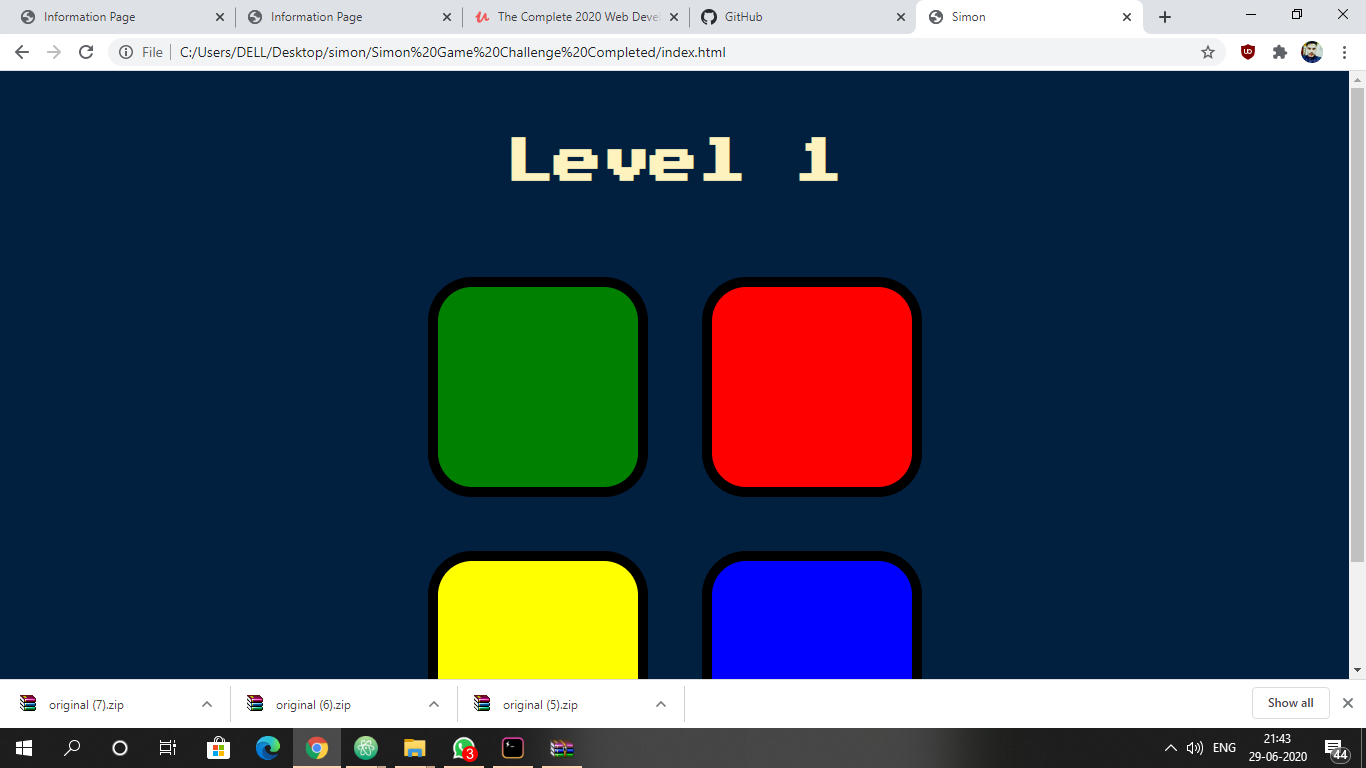 Information Page
Information Page
The Complete 2020 Web Deve
GitHub
Simon
File
C:/Users/DELL/Desktop/simon/Simon%20Game%20Challenge%20Completed/index.html
Level 1
original (7).zip
original (6).zip
original (5).zip
Show all
3
ENG
21:43
29-06-2020
44